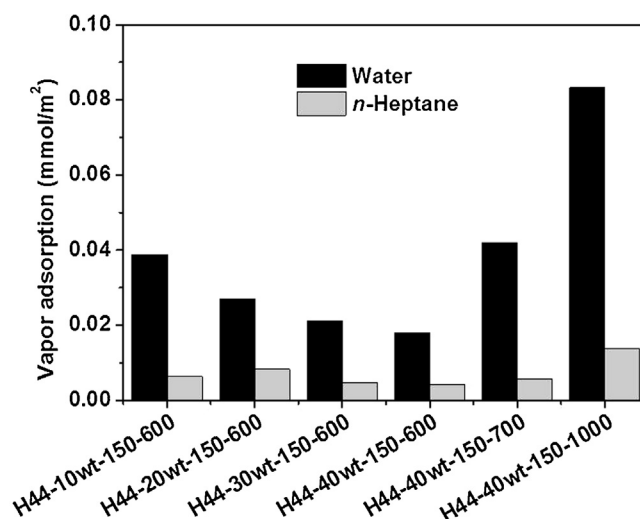 Vapor adsorption (mmol/m²)
0.10
0.08
0.06
0.04
0.02
0.00
Water
n-Heptane
H44-10wt-150-600
H44-20wt-150-600
H44-30wt-150-600
H44-40wt-150-600
H44-40wt-150-700
H44-40wt-150-1000